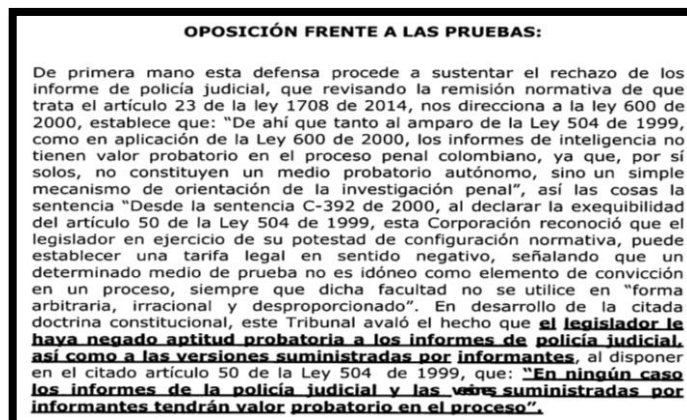 OPOSICIÓN FRENTE A LAS PRUEBAS:
De primera mano esta defensa procede a sustentar el rechazo de los
informe de policía judicial, que revisando la remisión normativa de que
trata el artículo 23 de la ley 1708 de 2014, nos direcciona a la ley 600 de
2000, establece que: “De ahí que tanto al amparo de la Ley 504 de 1999,
como en aplicación de la Ley 600 de 2000, los informes de inteligencia no
tienen valor probatorio en el proceso penal colombiano, ya que, por sí
solos, no constituyen un medio probatorio autónomo, sino un simple
mecanismo de orientación de la investigación penal”, así las cosas la
sentencia “Desde la sentencia C-392 de 2000, al declarar la exequibilidad
del artículo 50 de la Ley 504 de 1999, esta Corporación reconoció que el
legislador en ejercicio de su potestad de configuración normativa, puede
establecer una tarifa legal en sentido negativo, señalando que un
determinado medio de prueba no es idóneo como elemento de convicción
en un proceso, siempre que dicha facultad no se utilice en “forma
arbitraria, irracional y desproporcionado”. En desarrollo de la citada
doctrina constitucional, este Tribunal avaló el hecho que el legislador le
haya negado aptitud probatoria a los informes de policía judicial,
así como a las versiones suministradas por informantes, al disponer
en el citado artículo 50 de la Ley 504 de 1999, que: “En ningún caso
los informes de la policía judicial y las suministradas por
informantes tendrán valor probatorio en el proceso”.